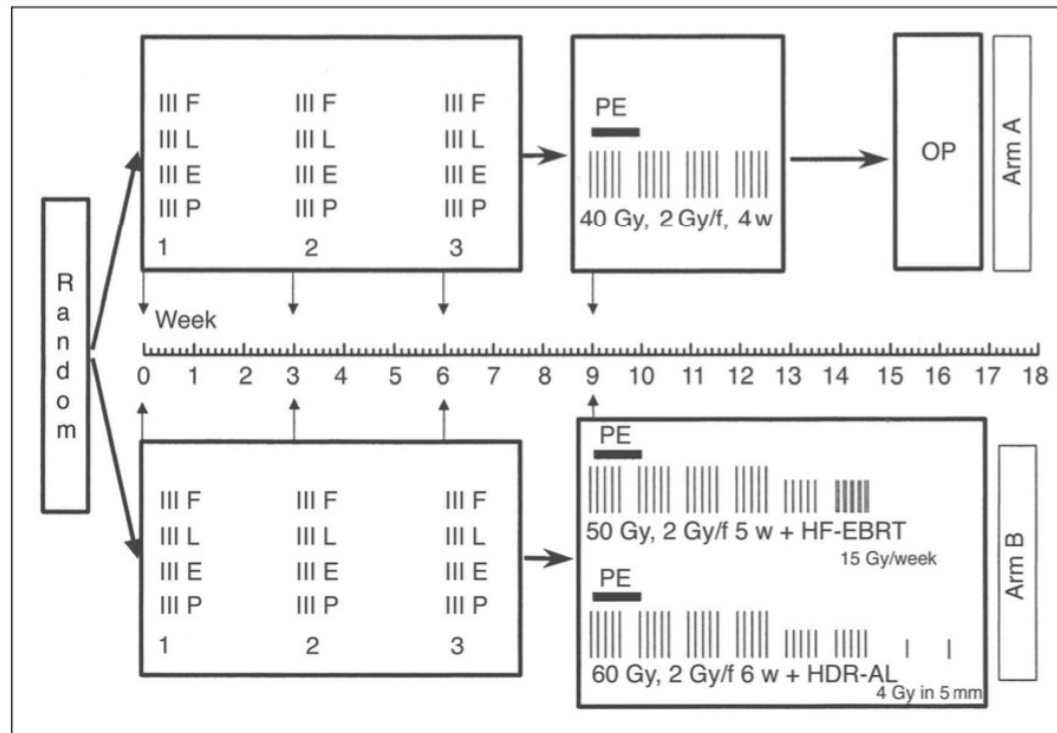 III F III F III F
III L III L III L
III E III E III E
III P III P III P
1 2 3
PE
40 Gy, 2 Gy/f, 4 w
OP
Arm A
Random
Week
0 1 2 3 4 5 6 7 8 9 10 11 12 13 14 15 16 17 18
III F III F III F
III L III L III L
III E III E III E
III P III P III P
1 2 3
PE
50 Gy, 2 Gy/f 5 w + HF-EBRT
15 Gy/week
PE
60 Gy, 2 Gy/f 6 w + HDR-AL
4 Gy in 5 mm
Arm B